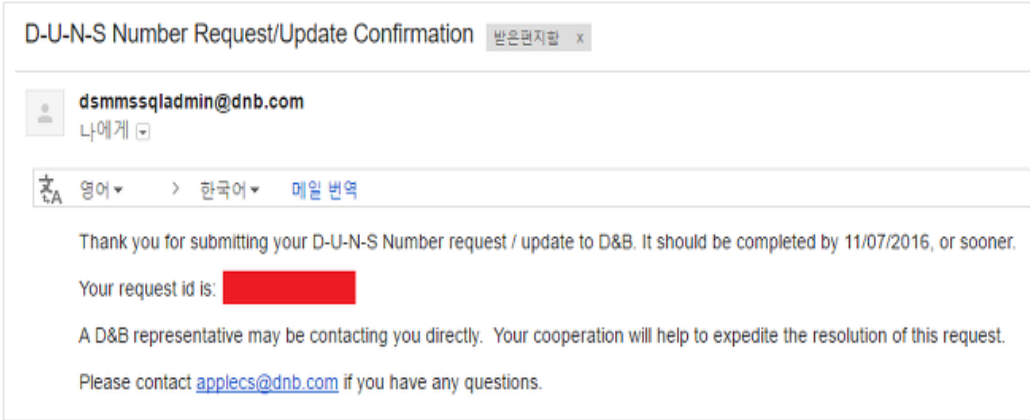 D-U-N-S Number Request/Update Confirmation 받은편지함 x
dsmmssqladmin@dnb.com
나에게
영어 > 한국어 메일 번역
Thank you for submitting your D-U-N-S Number request / update to D&B. It should be completed by 11/07/2016, or sooner.
Your request id is:
A D&B representative may be contacting you directly. Your cooperation will help to expedite the resolution of this request.
Please contact applecs@dnb.com if you have any questions.